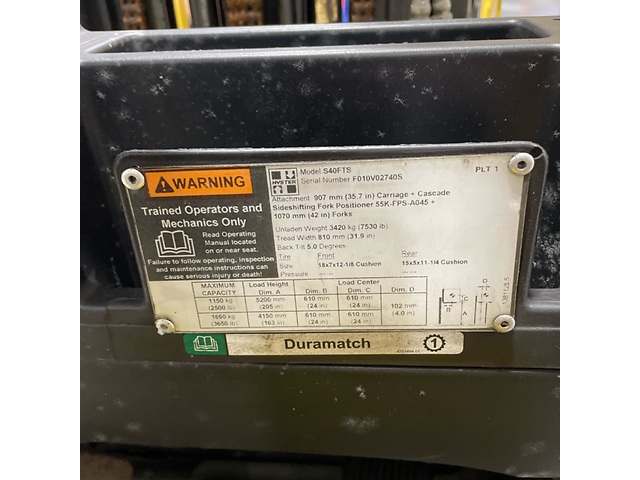 WARNING
Trained Operators and
Mechanics Only
Read Operating
Manual located
on or near seat.
Failure to follow operating, inspection
and maintenance instructions can
cause serious injury or death!
HYSTER
Model S40FTS
Serial Number F010V02740S
PLT 1
Attachment 907 mm (35.7 in) Carriage + Cascade
Sideshifting Fork Positioner 55K-FPS-A045 +
1070 mm (42 in) Forks
Unladen Weight 3420 kg (7530 lb)
Tread Width 810 mm (31.9 in)
Back Tilt 5.0 Degrees
Tire Front Rear
Size 18x7x12-1/8 Cushion 15x5x11-1/4 Cushion
Pressure ---- ----
MAXIMUM CAPACITY Load Height Dim. A Dim. B Load Center Dim. C Dim. D
1150 kg (2500 lb) 5200 mm (205 in) 610 mm (24 in) 610 mm (24 in) 102 mm (4.0 in)
1660 kg (3650 lb) 4150 mm (163 in) 610 mm (24 in) 610 mm (24 in)
D
C
B
A
Duramatch
1